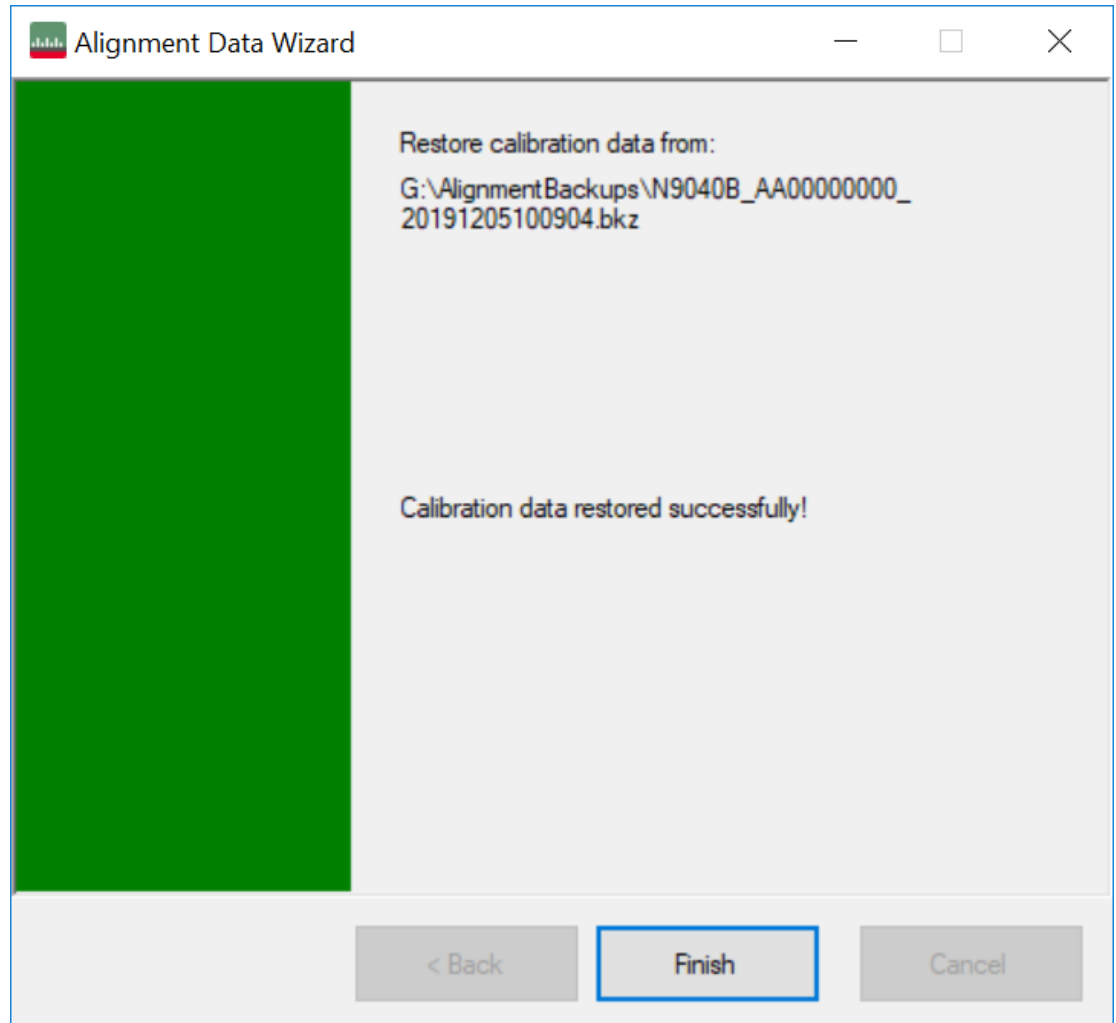 Alignment Data Wizard
Restore calibration data from:
G:\AlignmentBackups\N9040B_AA00000000_
20191205100904.bkz
Calibration data restored successfully!
< Back
Finish
Cancel